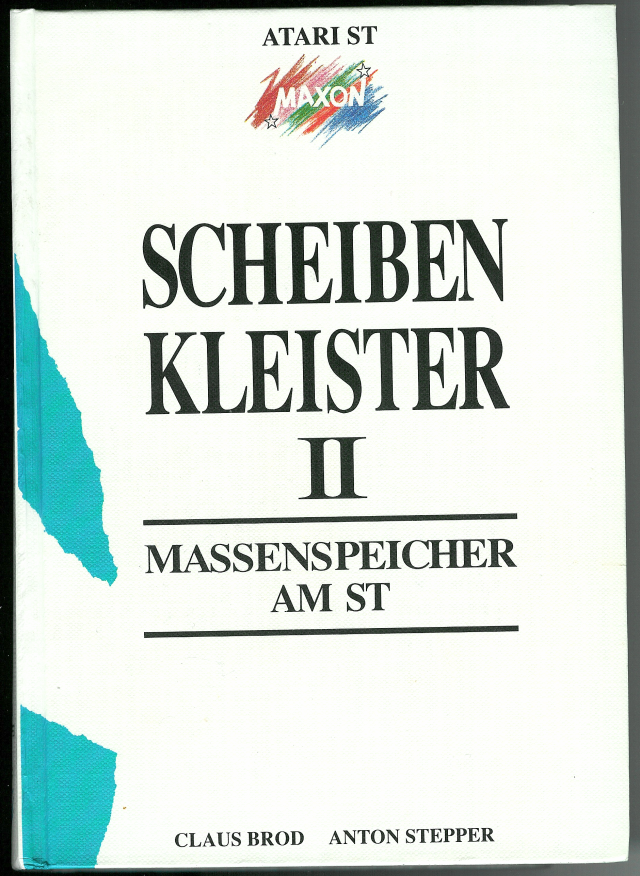 ATARI ST
MAXON
SCHEIBEN
KLEISTER
II
MASSENSPEICHER
AM ST
CLAUS BROD ANTON STEPPER